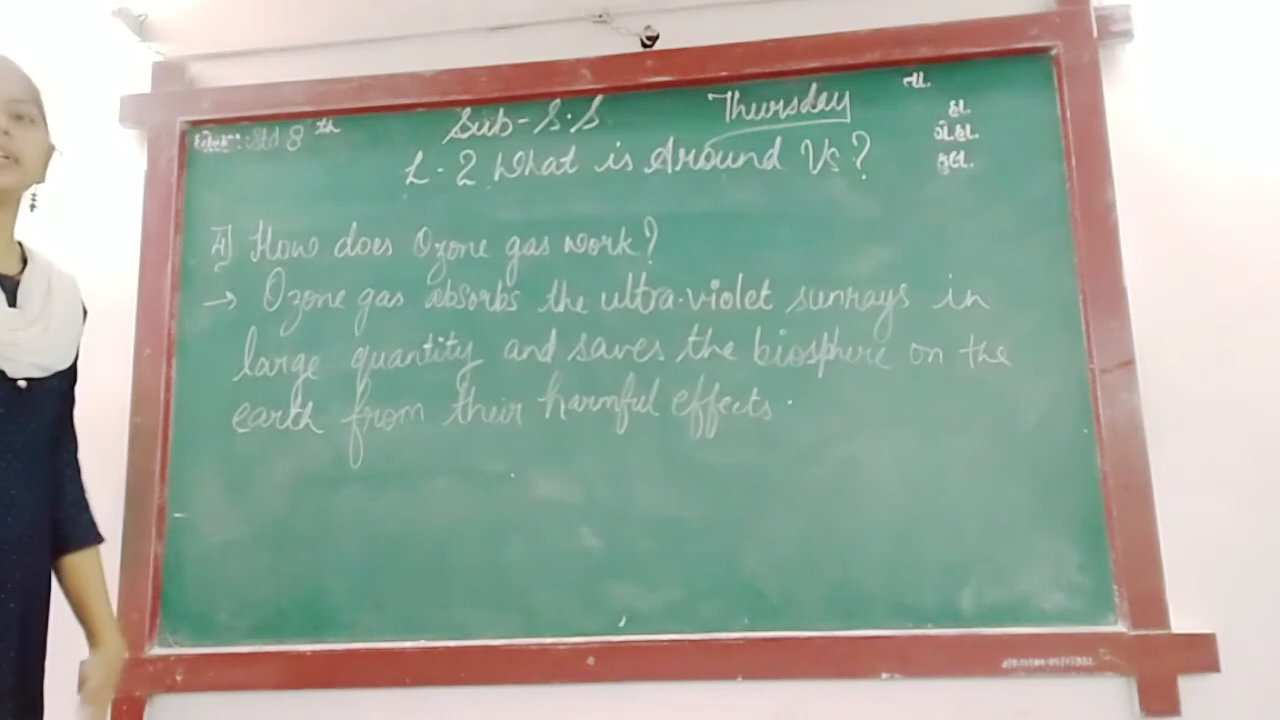 Std 8th
Sub-S.S
Thursday
તા.
L-2 What is Around Us?
હા.
ગે.હા.
કુલ.
4] How does Ozone gas work?
→ Ozone gas absorbs the ultra-violet sunrays in
large quantity and saves the biosphere on the
earth from their harmful effects.